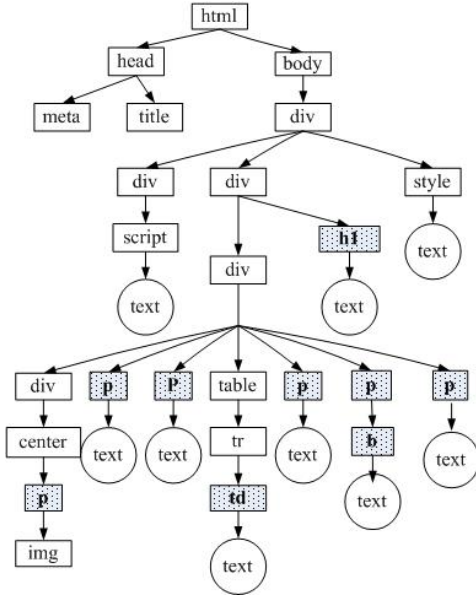 html
head body
meta title div
div div style
script h1 text
div
text text
div p P table p p p
center text text tr text b text
p td text
img text